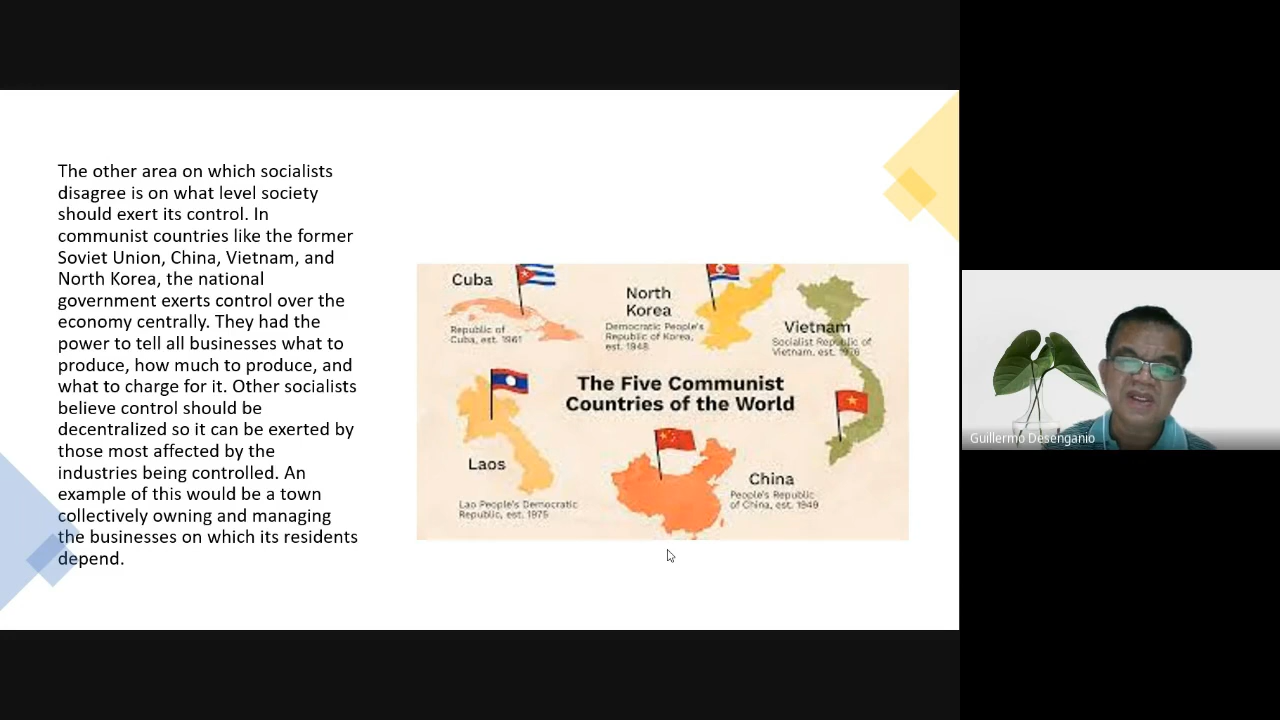 The other area on which socialists
disagree is on what level society
should exert its control. In
communist countries like the former
Soviet Union, China, Vietnam, and
North Korea, the national
government exerts control over the
economy centrally. They had the
power to tell all businesses what to
produce, how much to produce, and
what to charge for it. Other socialists
believe control should be
decentralized so it can be exerted by
those most affected by the
industries being controlled. An
example of this would be a town
collectively owning and managing
the businesses on which its residents
depend.
Cuba
Republic of
Cuba, est. 1961
North
Korea
Democratic People's
Republic of Korea,
est. 1948
Vietnam
Socialist Republic of
Vietnam, est. 1976
The Five Communist
Countries of the World
Laos
Lao People's Democratic
Republic, est. 1975
China
People's Republic
of China, est. 1949
Guillermo Desenganio